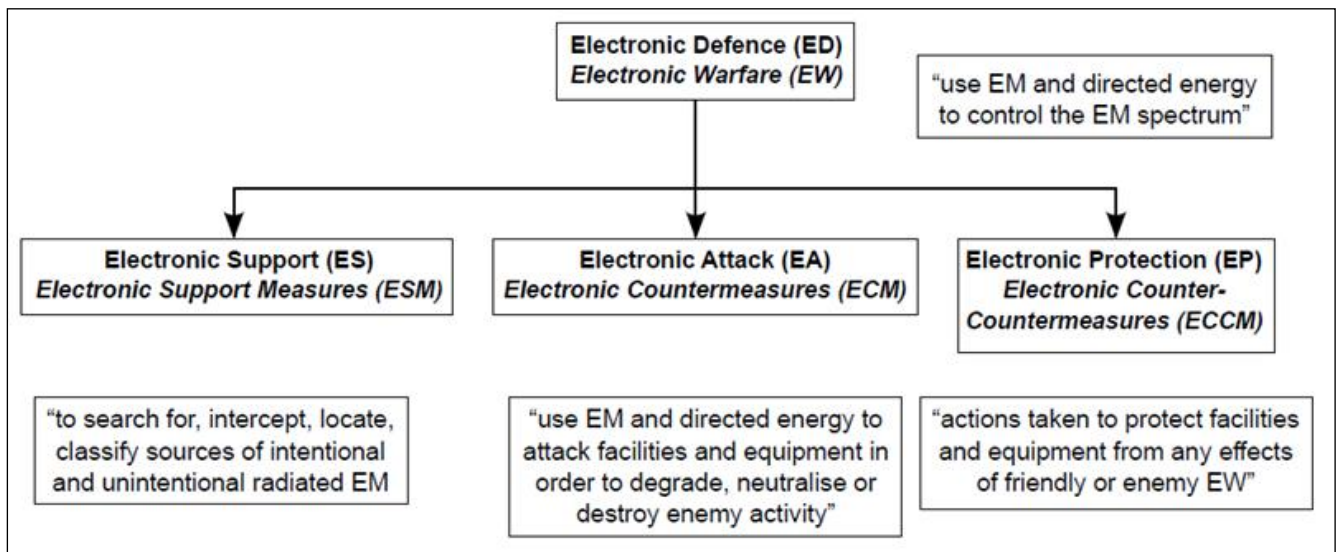 Electronic Defence (ED)
Electronic Warfare (EW)
“use EM and directed energy
to control the EM spectrum”
Electronic Support (ES)
Electronic Support Measures (ESM)
Electronic Attack (EA)
Electronic Countermeasures (ECM)
Electronic Protection (EP)
Electronic Counter-
Countermeasures (ECCM)
“to search for, intercept, locate,
classify sources of intentional
and unintentional radiated EM
“use EM and directed energy to
attack facilities and equipment in
order to degrade, neutralise or
destroy enemy activity”
“actions taken to protect facilities
and equipment from any effects
of friendly or enemy EW”